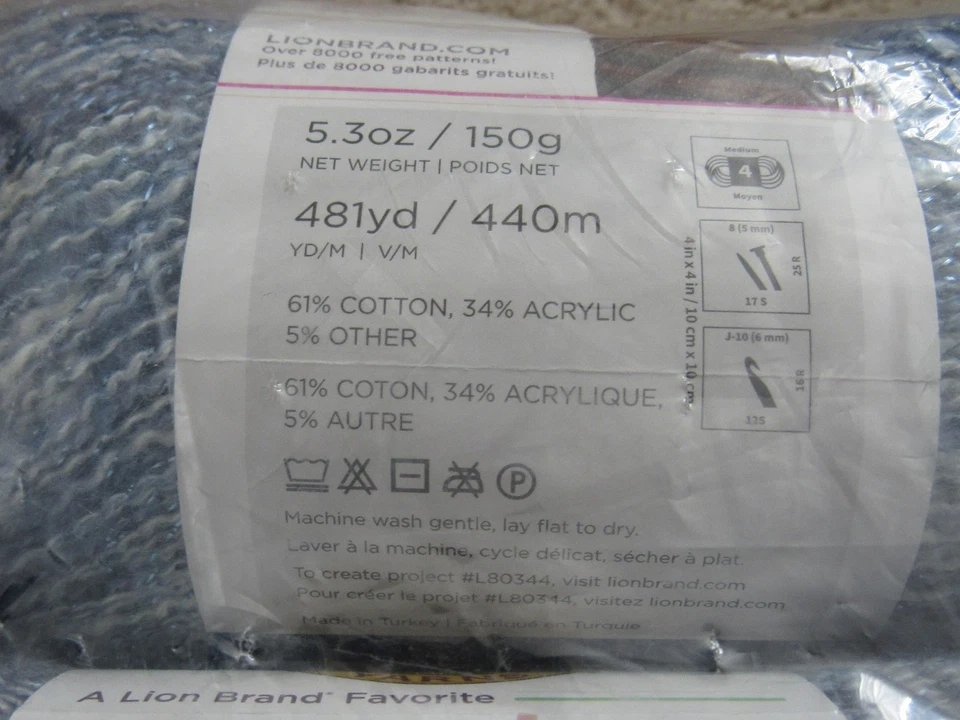 LIONBRAND.COM
Over 8000 free patterns!
Plus de 8000 gabarits gratuits!
5.3oz / 150g
NET WEIGHT | POIDS NET
481yd / 440m
YD/M | V/M
61% COTTON, 34% ACRYLIC
5% OTHER
61% COTON, 34% ACRYLIQUE,
5% AUTRE
P
Machine wash gentle, lay flat to dry.
Laver à la machine, cycle délicat, sécher à plat.
To create project #L80344, visit lionbrand.com
Pour créer le projet #L80344, visitez lionbrand.com
Made in Turkey | Fabriqué en Turquie
Medium
4
Moyen
4 in x 4 in / 10 cm x 10 cm
8 (5 mm)
25 R
17 S
J-10 (6 mm)
16 R
12S
A Lion Brand® Favorite